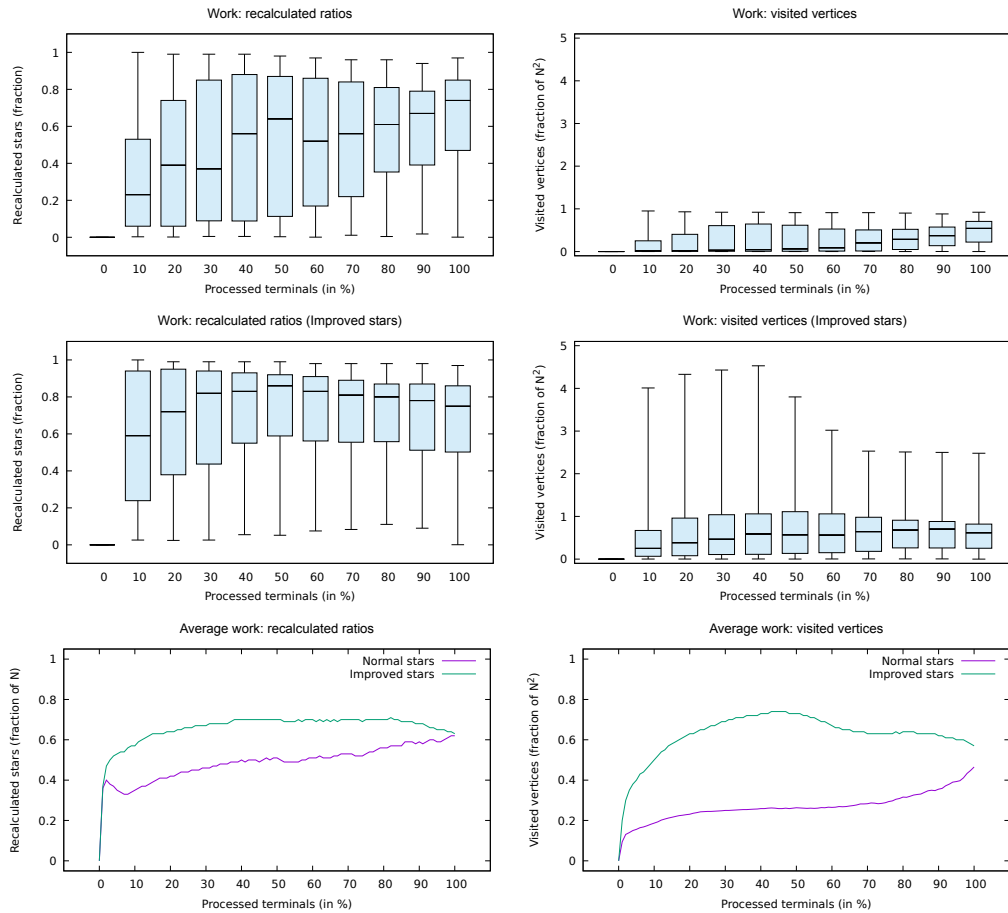 Work: recalculated ratios
Recalculated stars (fraction)
1
0.8
0.6
0.4
0.2
0
0 10 20 30 40 50 60 70 80 90 100
Processed terminals (in %)
Work: visited vertices
Visited vertices (fraction of N²)
5
4
3
2
1
0
0 10 20 30 40 50 60 70 80 90 100
Processed terminals (in %)
Work: recalculated ratios (Improved stars)
Recalculated stars (fraction)
1
0.8
0.6
0.4
0.2
0
0 10 20 30 40 50 60 70 80 90 100
Processed terminals (in %)
Work: visited vertices (Improved stars)
Visited vertices (fraction of N²)
5
4
3
2
1
0
0 10 20 30 40 50 60 70 80 90 100
Processed terminals (in %)
Average work: recalculated ratios
Recalculated stars (fraction of N)
1
0.8
0.6
0.4
0.2
0
Normal stars
Improved stars
0 10 20 30 40 50 60 70 80 90 100
Processed terminals (in %)
Average work: visited vertices
Visited vertices (fraction of N²)
1
0.8
0.6
0.4
0.2
0
Normal stars
Improved stars
0 10 20 30 40 50 60 70 80 90 100
Processed terminals (in %)